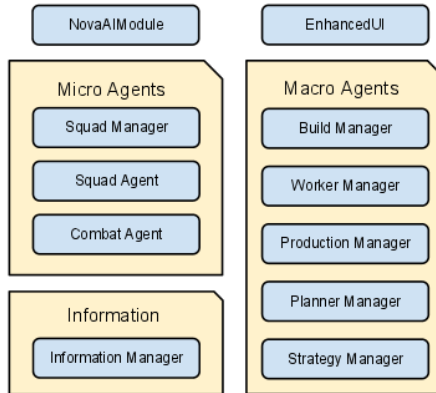 NovaAIModule
EnhancedUI
Micro Agents
Squad Manager
Squad Agent
Combat Agent
Information
Information Manager
Macro Agents
Build Manager
Worker Manager
Production Manager
Planner Manager
Strategy Manager